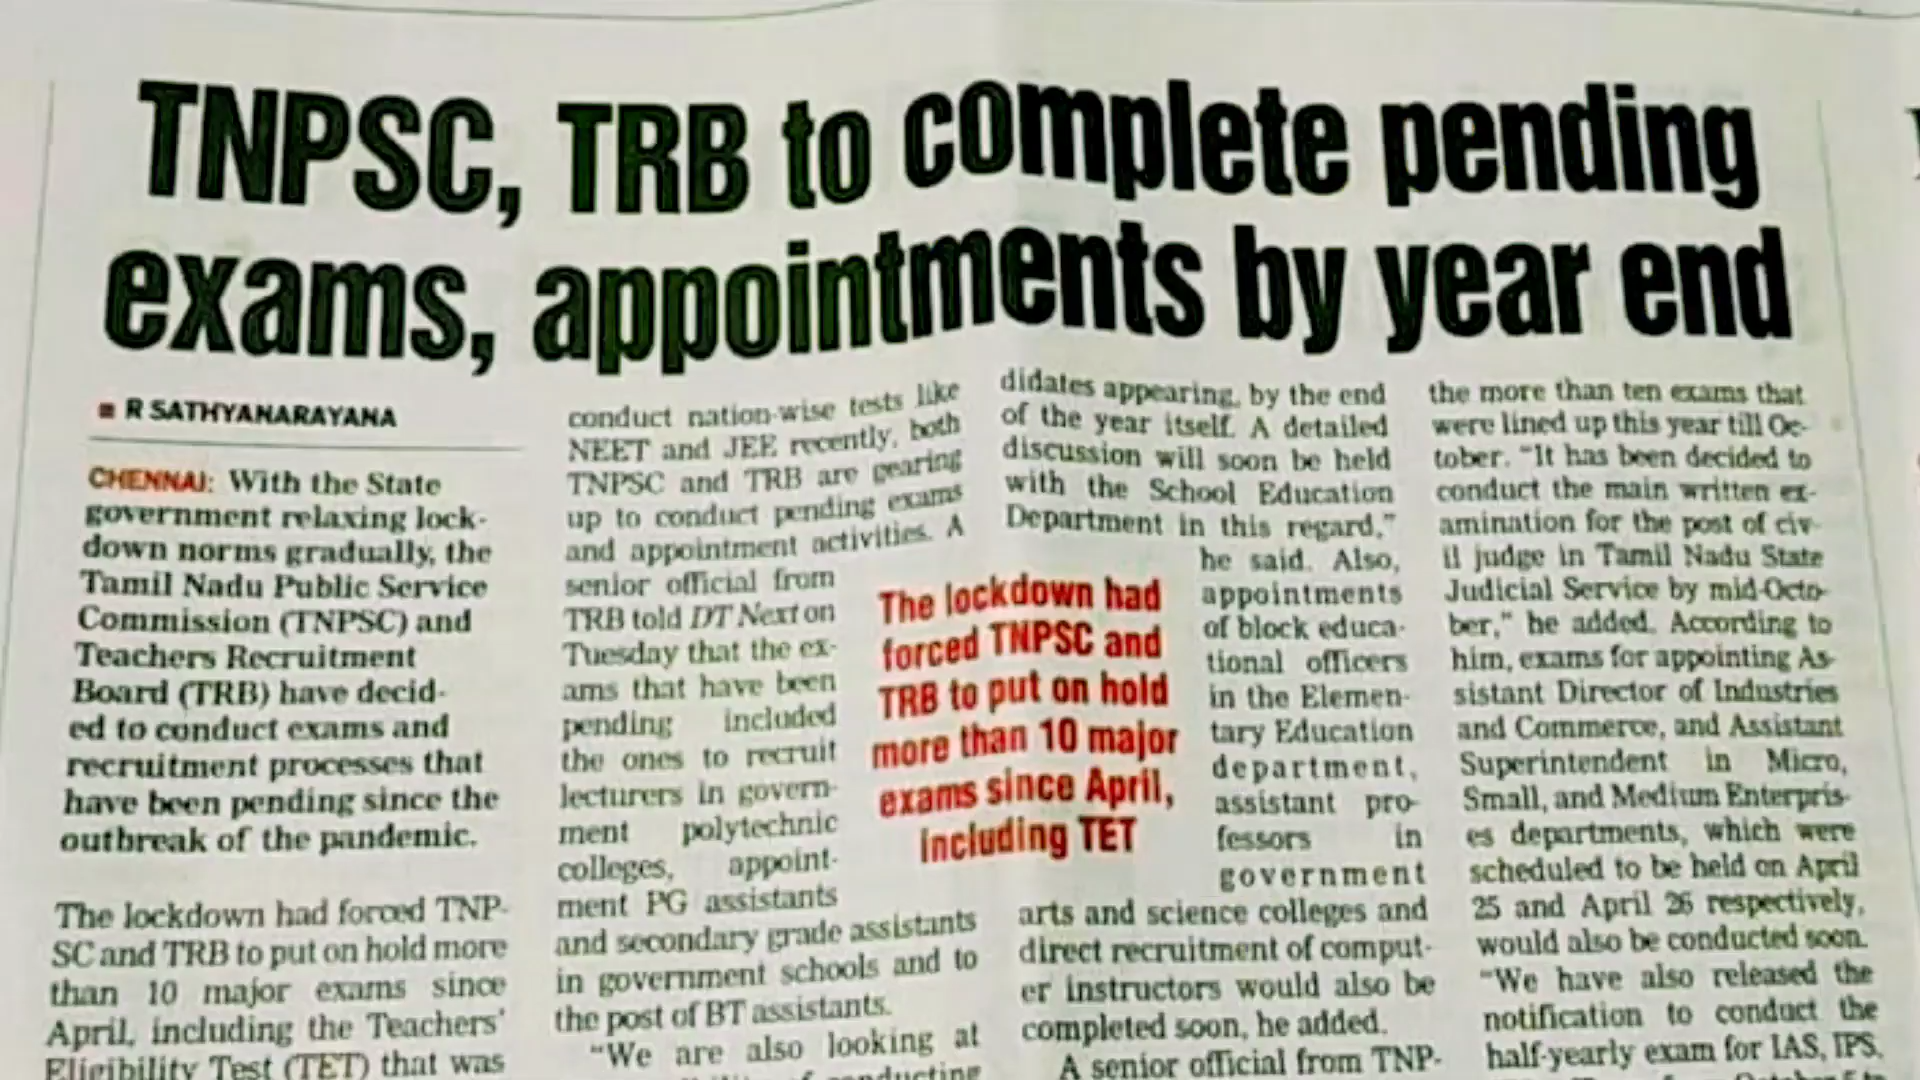 TNPSC, TRB to complete pending
exams, appointments by year end
R SATHYANARAYANA
CHENNAI: With the State
government relaxing lock-
down norms gradually, the
Tamil Nadu Public Service
Commission (TNPSC) and
Teachers Recruitment
Board (TRB) have decid-
ed to conduct exams and
recruitment processes that
have been pending since the
outbreak of the pandemic.
The lockdown had forced TNP-
SC and TRB to put on hold more
than 10 major exams since
April, including the Teachers'
Eligibility Test (TET) that was
conduct nation-wise tests like
NEET and JEE recently, both
TNPSC and TRB are gearing
up to conduct pending exams
and appointment activities. A
senior official from
TRB told DT Next on
Tuesday that the ex-
ams that have been
pending included
the ones to recruit
lecturers in govern-
ment polytechnic
colleges, appoint-
ment PG assistants
and secondary grade assistants
in government schools and to
the post of BT assistants.
"We are also looking at
conducting
The lockdown had
forced TNPSC and
TRB to put on hold
more than 10 major
exams since April,
including TET
didates appearing, by the end
of the year itself. A detailed
discussion will soon be held
with the School Education
Department in this regard,"
he said. Also,
appointments
of block educa-
tional officers
in the Elemen-
tary Education
department,
assistant pro-
fessors in
government
arts and science colleges and
direct recruitment of comput-
er instructors would also be
completed soon, he added.
A senior official from TNP-
the more than ten exams that
were lined up this year till Oc-
tober. "It has been decided to
conduct the main written ex-
amination for the post of civ-
il judge in Tamil Nadu State
Judicial Service by mid-Octo-
ber," he added. According to
him, exams for appointing As-
sistant Director of Industries
and Commerce, and Assistant
Superintendent in Micro,
Small, and Medium Enterpris-
es departments, which were
scheduled to be held on April
25 and April 26 respectively,
would also be conducted soon.
"We have also released the
notification to conduct the
half-yearly exam for IAS, IPS,